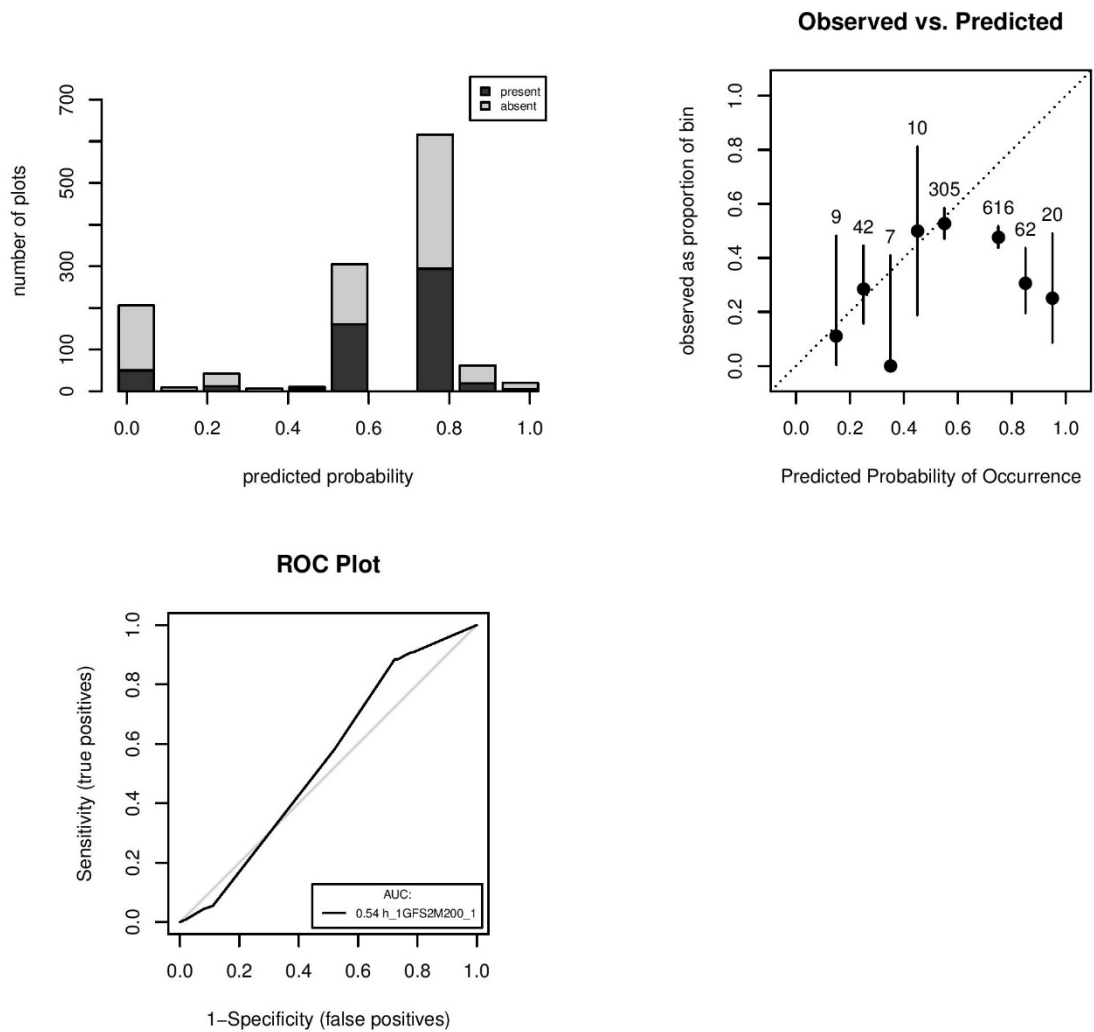 Observed vs. Predicted
700
500
300
100
0
number of plots
present
absent
0.0 0.2 0.4 0.6 0.8 1.0
predicted probability
1.0
0.8
0.6
0.4
0.2
0.0
observed as proportion of bin
9
42
7
10
305
616
62
20
0.0 0.2 0.4 0.6 0.8 1.0
Predicted Probability of Occurrence
ROC Plot
1.0
0.8
0.6
0.4
0.2
0.0
Sensitivity (true positives)
AUC:
0.54 h_1GFS2M200_1
0.0 0.2 0.4 0.6 0.8 1.0
1−Specificity (false positives)